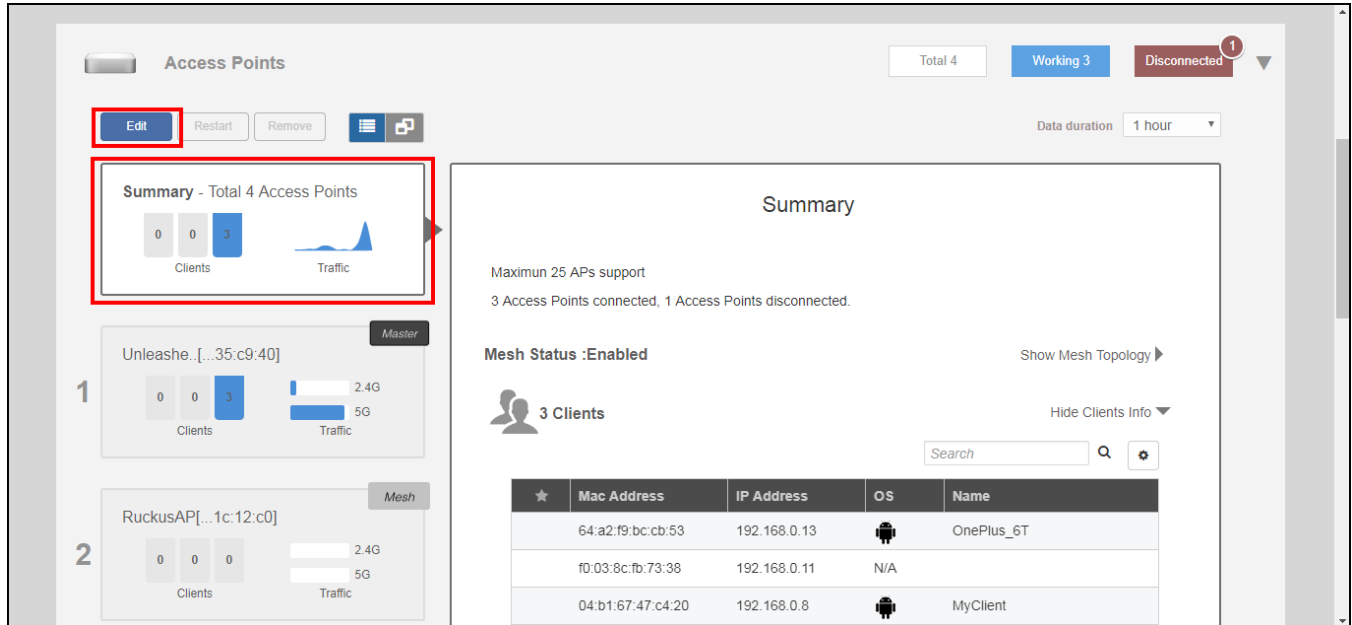 Access Points
Total 4
Working 3
Disconnected
1
Edit
Restart
Remove
Data duration
1 hour
Summary - Total 4 Access Points
0 0 3
Clients
Traffic
1
Master
Unleashe..[...35:c9:40]
0 0 3
2.4G
5G
Clients
Traffic
2
Mesh
RuckusAP[...1c:12:c0]
0 0 0
2.4G
5G
Clients
Traffic
Summary
Maximun 25 APs support
3 Access Points connected, 1 Access Points disconnected.
Mesh Status :Enabled
Show Mesh Topology
3 Clients
Hide Clients Info
Search
Mac Address IP Address OS Name
64:a2:f9:bc:cb:53 192.168.0.13 OnePlus_6T
f0:03:8c:fb:73:38 192.168.0.11 N/A
04:b1:67:47:c4:20 192.168.0.8 MyClient